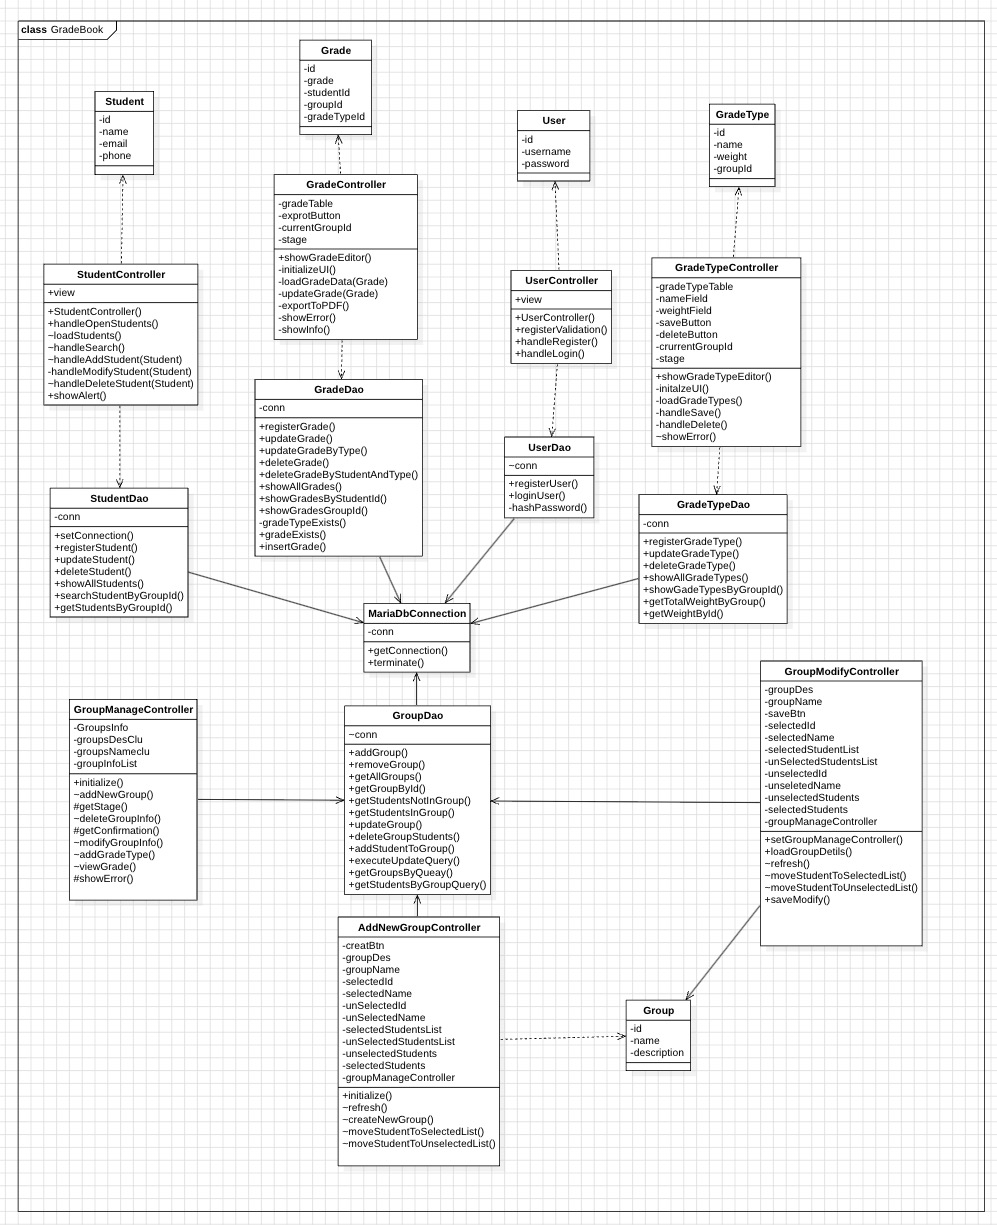 class GradeBook
Grade
-id
-grade
-studentId
-groupId
-gradeTypeId
Student
-id
-name
-email
-phone
User
-id
-username
-password
GradeType
-id
-name
-weight
-groupId
GradeController
-gradeTable
-exprotButton
-currentGroupId
-stage
+showGradeEditor()
-initializeUI()
-loadGradeData(Grade)
-updateGrade(Grade)
-exportToPDF()
-showError()
-showInfo()
StudentController
+view
+StudentController()
+handleOpenStudents()
~loadStudents()
~handleSearch()
~handleAddStudent(Student)
-handleModifyStudent(Student)
~handleDeleteStudent(Student)
+showAlert()
UserController
+view
+UserController()
+registerValidation()
+handleRegister()
+handleLogin()
GradeTypeController
-gradeTypeTable
-nameField
-weightField
-saveButton
-deleteButton
-crurrentGroupId
-stage
+showGradeTypeEditor()
-initalzeUI()
-loadGradeTypes()
-handleSave()
-handleDelete()
~showError()
GradeDao
-conn
+registerGrade()
+updateGrade()
+updateGradeByType()
+deleteGrade()
+deleteGradeByStudentAndType()
+showAllGrades()
+showGradesByStudentId()
+showGradesGroupId()
-gradeTypeExists()
+gradeExists()
+insertGrade()
UserDao
~conn
+registerUser()
+loginUser()
-hashPassword()
StudentDao
-conn
+setConnection()
+registerStudent()
+updateStudent()
+deleteStudent()
+showAllStudents()
+searchStudentByGroupId()
+getStudentsByGroupId()
GradeTypeDao
-conn
+registerGradeType()
+updateGradeType()
+deleteGradeType()
+showAllGradeTypes()
+showGadeTypesByGroupId()
+getTotalWeightByGroup()
+getWeightById()
MariaDbConnection
-conn
+getConnection()
+terminate()
GroupManageController
-GroupsInfo
-groupsDesClu
-groupsNameclu
-groupInfoList
+initialize()
~addNewGroup()
#getStage()
~deleteGroupInfo()
#getConfirmation()
~modifyGroupInfo()
~addGradeType()
~viewGrade()
#showError()
GroupDao
~conn
+addGroup()
+removeGroup()
+getAllGroups()
+getGroupById()
+getStudentsNotInGroup()
+getStudentsInGroup()
+updateGroup()
+deleteGroupStudents()
+addStudentToGroup()
+executeUpdateQuery()
+getGroupsByQueay()
+getStudentsByGroupQuery()
GroupModifyController
-groupDes
-groupName
-saveBtn
-selectedId
-selectedName
-selectedStudentList
-unSelectedStudentsList
-unselectedId
-unseletedName
-unselectedStudents
-selectedStudents
-groupManageController
+setGroupManageController()
+loadGroupDetils()
~refresh()
~moveStudentToSelectedList()
~moveStudentToUnselectedList()
+saveModify()
AddNewGroupController
-creatBtn
-groupDes
-groupName
-selectedId
-selectedName
-unSelectedId
-unSelectedName
-selectedStudentsList
-unSelectedStudentsList
-unselectedStudents
-selectedStudents
-groupManageController
+initialize()
~refresh()
~createNewGroup()
~moveStudentToSelectedList()
~moveStudentToUnselectedList()
Group
-id
-name
-description